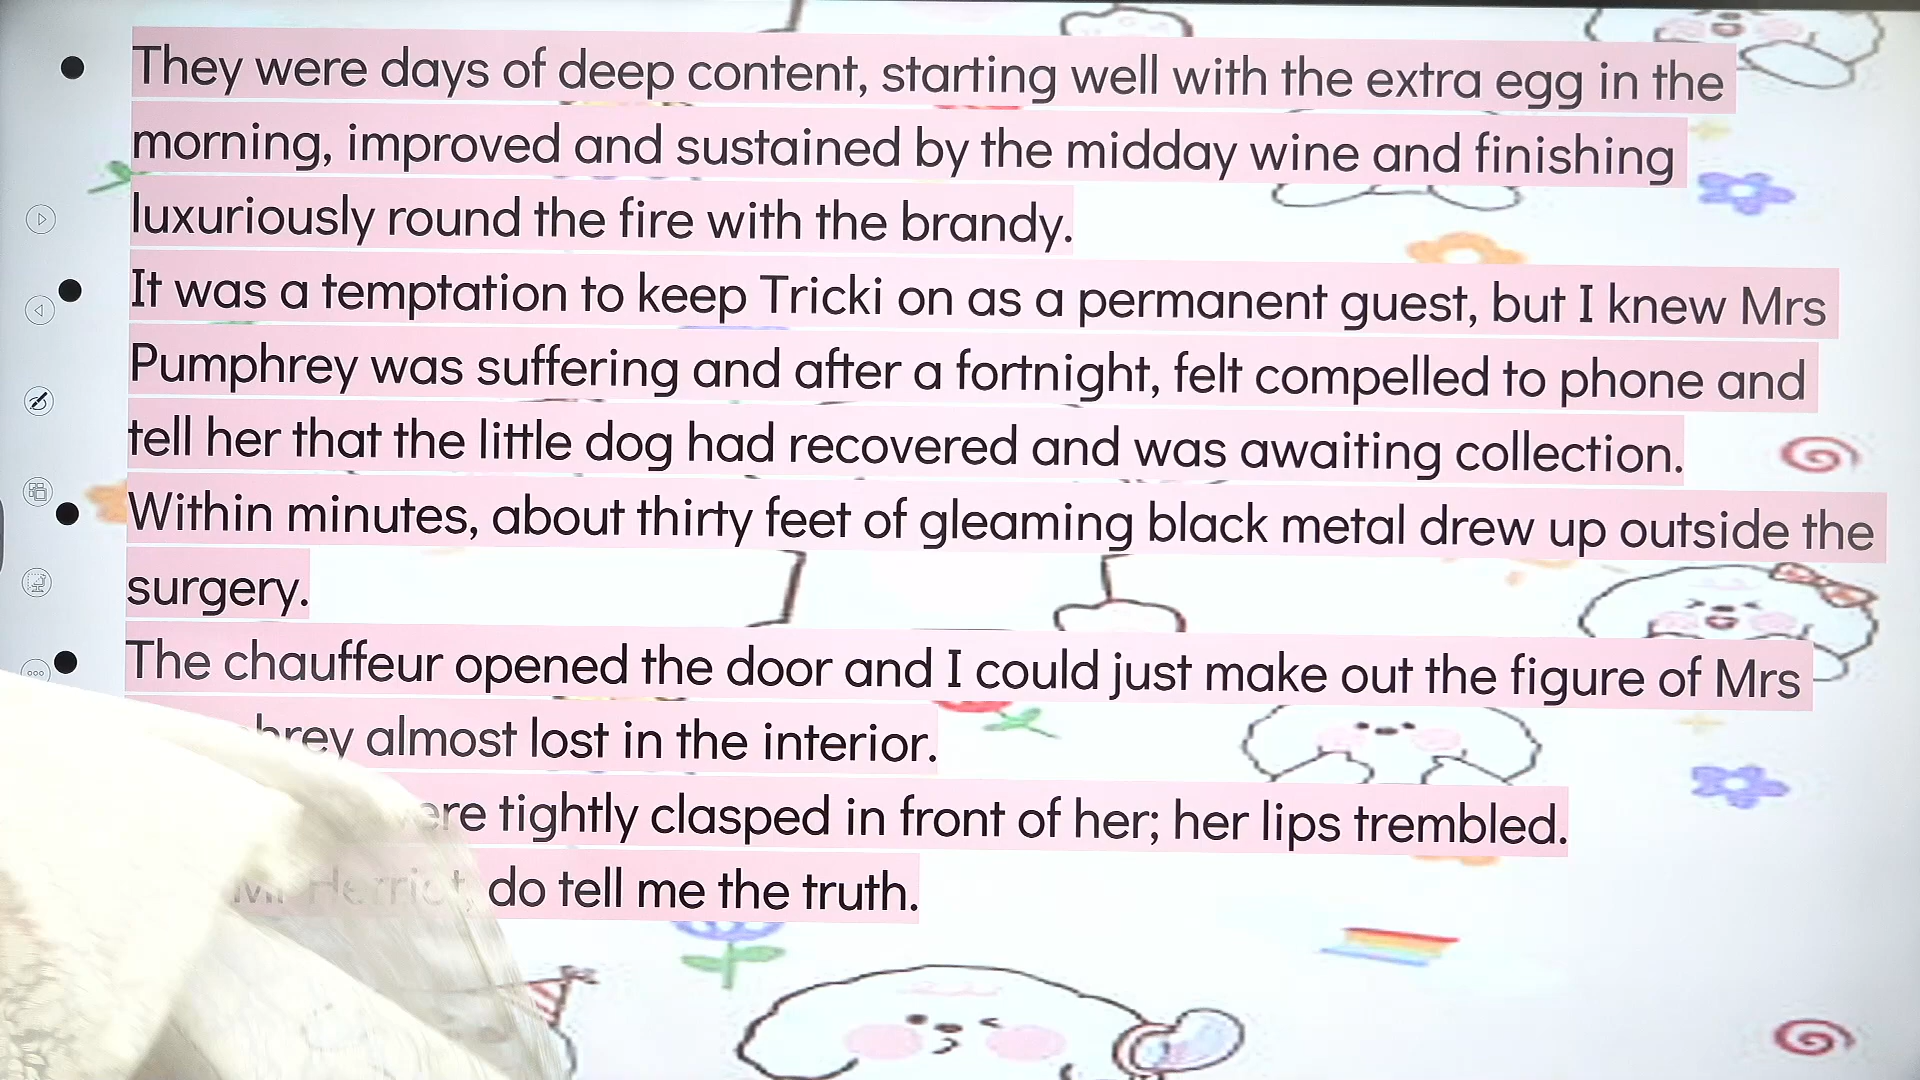 ● They were days of deep content, starting well with the extra egg in the
morning, improved and sustained by the midday wine and finishing
luxuriously round the fire with the brandy.
● It was a temptation to keep Tricki on as a permanent guest, but I knew Mrs
Pumphrey was suffering and after a fortnight, felt compelled to phone and
tell her that the little dog had recovered and was awaiting collection.
● Within minutes, about thirty feet of gleaming black metal drew up outside the
surgery.
● The chauffeur opened the door and I could just make out the figure of Mrs
almost lost in the interior.
tightly clasped in front of her; her lips trembled.
Herriot, do tell me the truth.